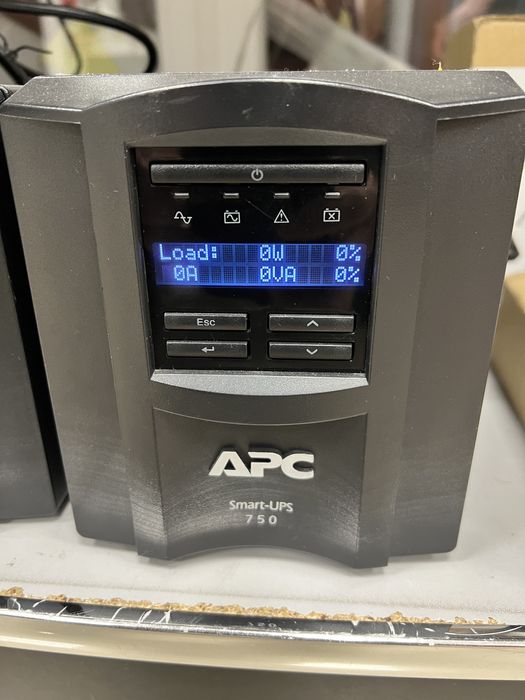 Load: 0W 0%
0A 0VA 0%
Esc
APC
Smart-UPS
750